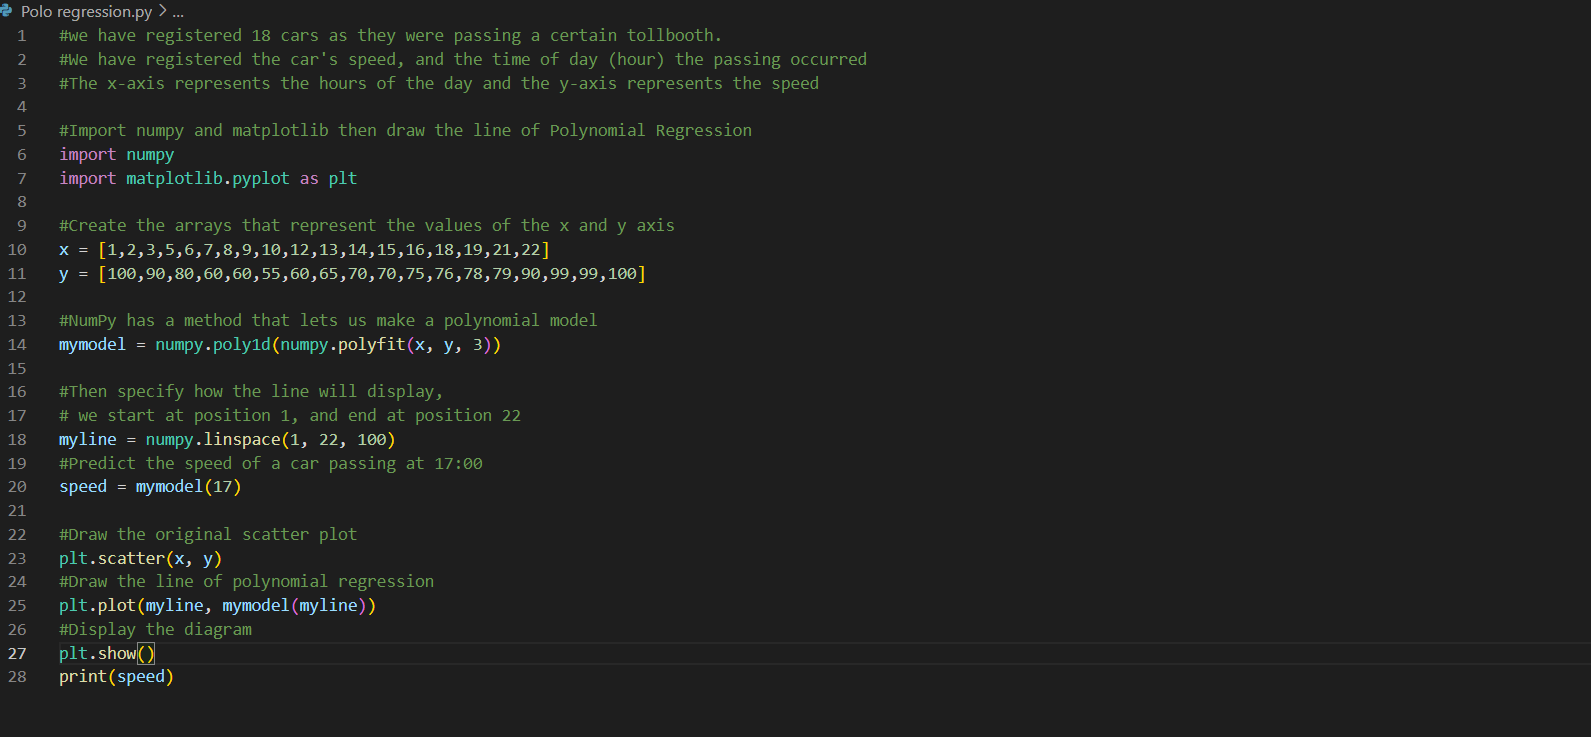 Polo regression.py > ...
1 #we have registered 18 cars as they were passing a certain tollbooth.
2 #We have registered the car's speed, and the time of day (hour) the passing occurred
3 #The x-axis represents the hours of the day and the y-axis represents the speed
4
5 #Import numpy and matplotlib then draw the line of Polynomial Regression
6 import numpy
7 import matplotlib.pyplot as plt
8
9 #Create the arrays that represent the values of the x and y axis
10 x = [1,2,3,5,6,7,8,9,10,12,13,14,15,16,18,19,21,22]
11 y = [100,90,80,60,60,55,60,65,70,70,75,76,78,79,90,99,99,100]
12
13 #NumPy has a method that lets us make a polynomial model
14 mymodel = numpy.poly1d(numpy.polyfit(x, y, 3))
15
16 #Then specify how the line will display,
17 # we start at position 1, and end at position 22
18 myline = numpy.linspace(1, 22, 100)
19 #Predict the speed of a car passing at 17:00
20 speed = mymodel(17)
21
22 #Draw the original scatter plot
23 plt.scatter(x, y)
24 #Draw the line of polynomial regression
25 plt.plot(myline, mymodel(myline))
26 #Display the diagram
27 plt.show()
28 print(speed)